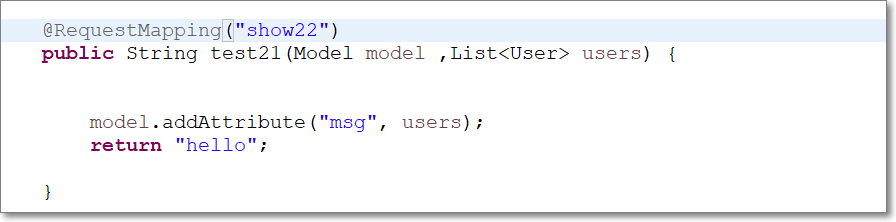 @RequestMapping("show22")
public String test21(Model model ,List<User> users) {
model.addAttribute("msg", users);
return "hello";
}